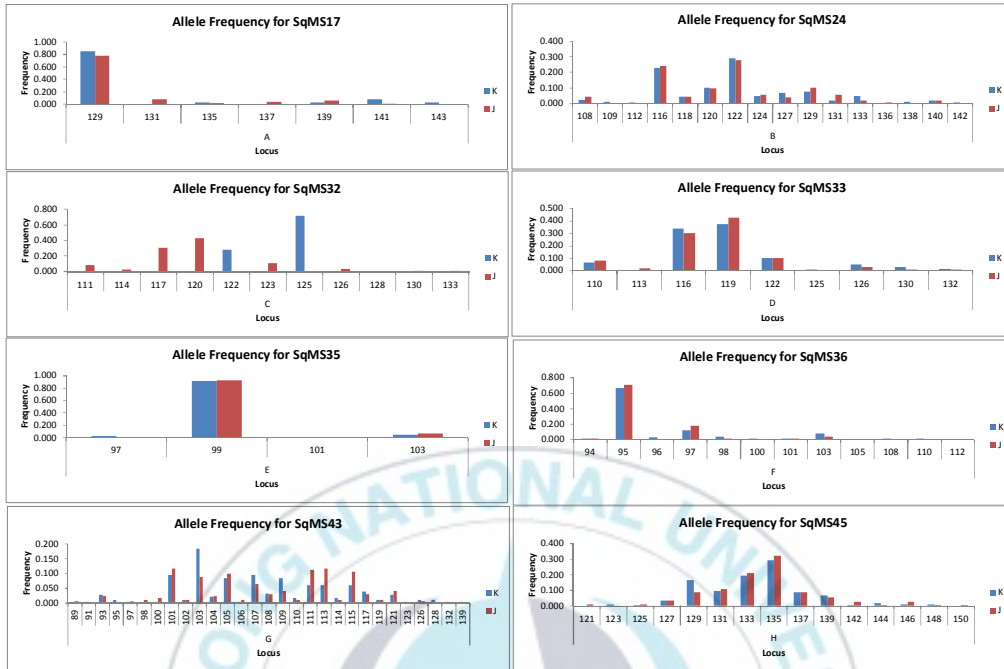 Allele Frequency for SqMS17
Frequency
1.000
0.800
0.600
0.400
0.200
0.000
129 131 135 137 139 141 143
A
Locus
K
J
Allele Frequency for SqMS24
Frequency
0.400
0.300
0.200
0.100
0.000
108 109 112 116 118 120 122 124 127 129 131 133 136 138 140 142
B
Locus
K
J
Allele Frequency for SqMS32
Frequency
0.800
0.600
0.400
0.200
0.000
111 114 117 120 122 123 125 126 128 130 133
C
Locus
K
J
Allele Frequency for SqMS33
Frequency
0.500
0.400
0.300
0.200
0.100
0.000
110 113 116 119 122 125 126 130 132
D
Locus
K
J
Allele Frequency for SqMS35
Frequency
1.000
0.800
0.600
0.400
0.200
0.000
97 99 101 103
E
Locus
K
J
Allele Frequency for SqMS36
Frequency
0.800
0.600
0.400
0.200
0.000
94 95 96 97 98 100 101 103 105 108 110 112
F
Locus
K
J
Allele Frequency for SqMS43
Frequency
0.200
0.150
0.100
0.050
0.000
89 91 93 95 97 98 100 101 102 103 104 105 106 107 108 109 110 111 113 114 115 117 119 121 123 126 128 132 139
G
Locus
K
J
Allele Frequency for SqMS45
Frequency
0.400
0.300
0.200
0.100
0.000
121 123 125 127 129 131 133 135 137 139 142 144 146 148 150
H
Locus
K
J
ONG NATIONAL UNIVE